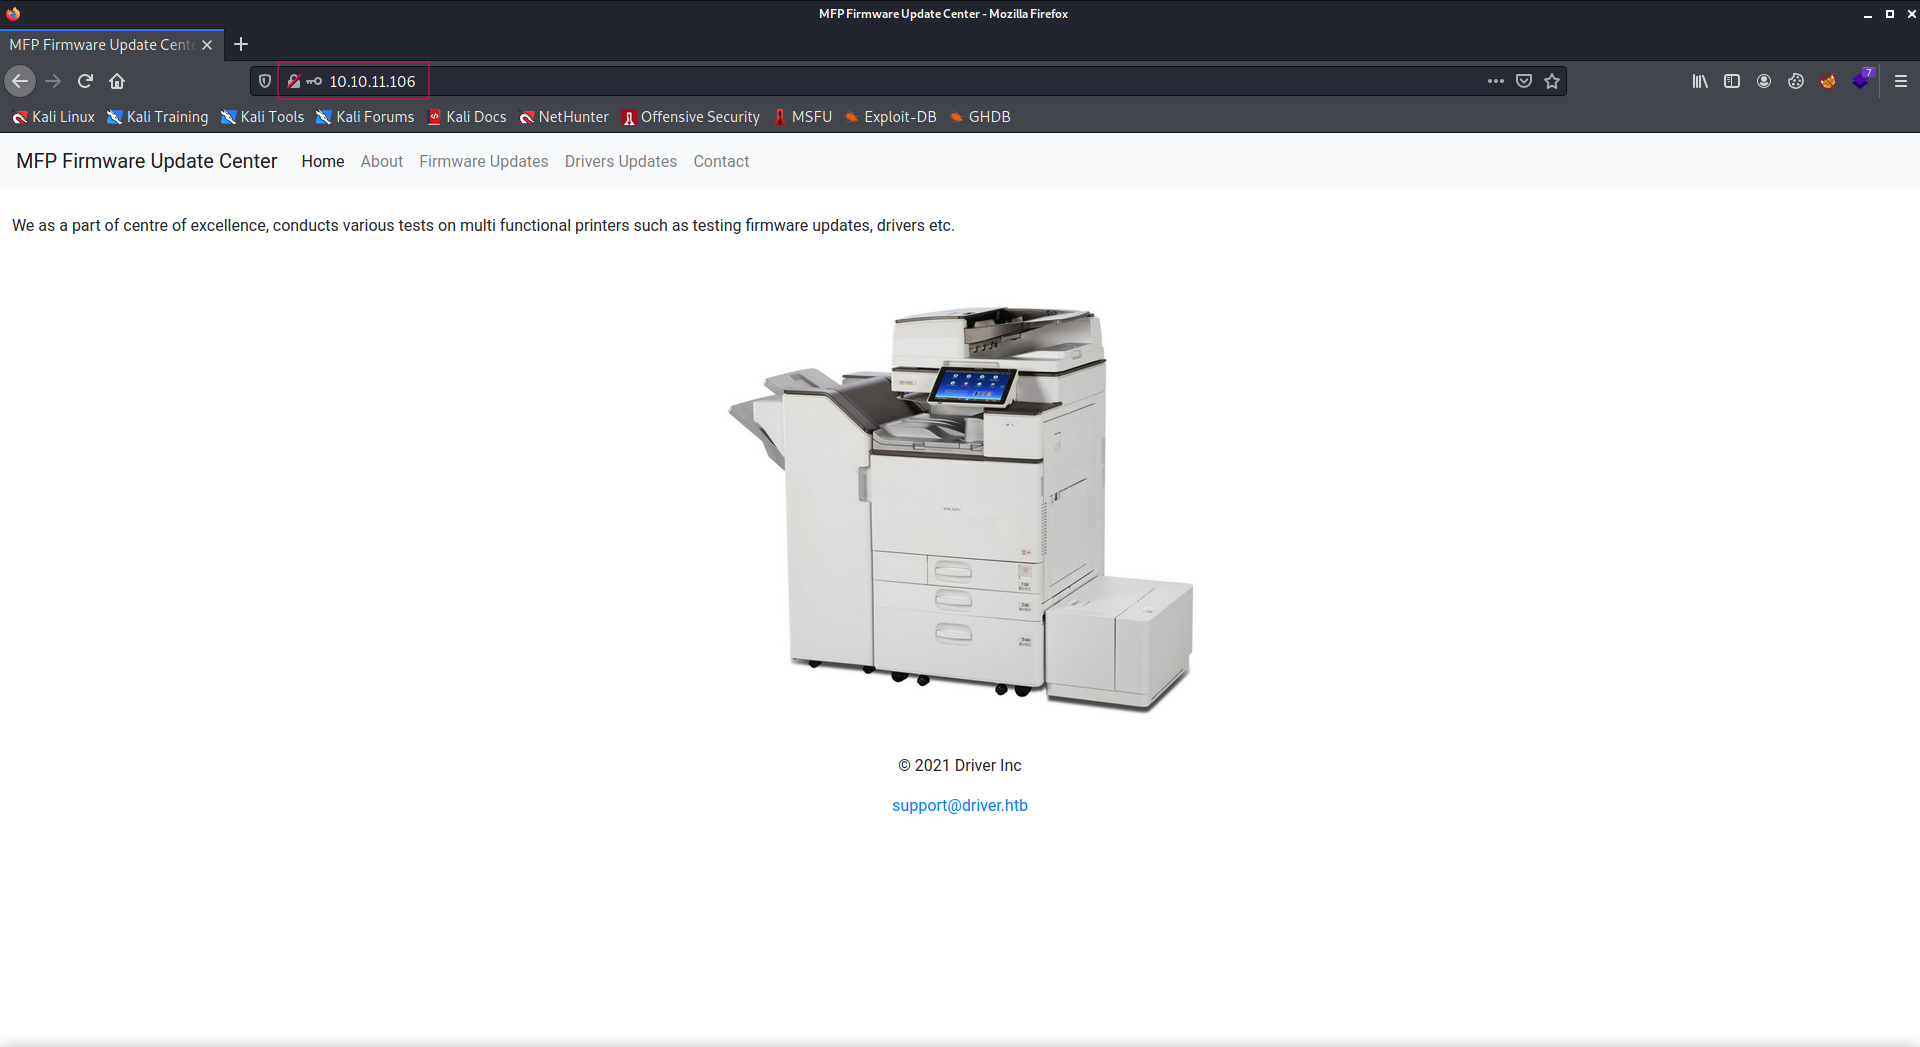 MFP Firmware Update Center - Mozilla Firefox
MFP Firmware Update Cent
10.10.11.106
7
Kali Linux Kali Training Kali Tools Kali Forums Kali Docs NetHunter Offensive Security MSFU Exploit-DB GHDB
MFP Firmware Update Center Home About Firmware Updates Drivers Updates Contact
We as a part of centre of excellence, conducts various tests on multi functional printers such as testing firmware updates, drivers etc.
© 2021 Driver Inc
support@driver.htb